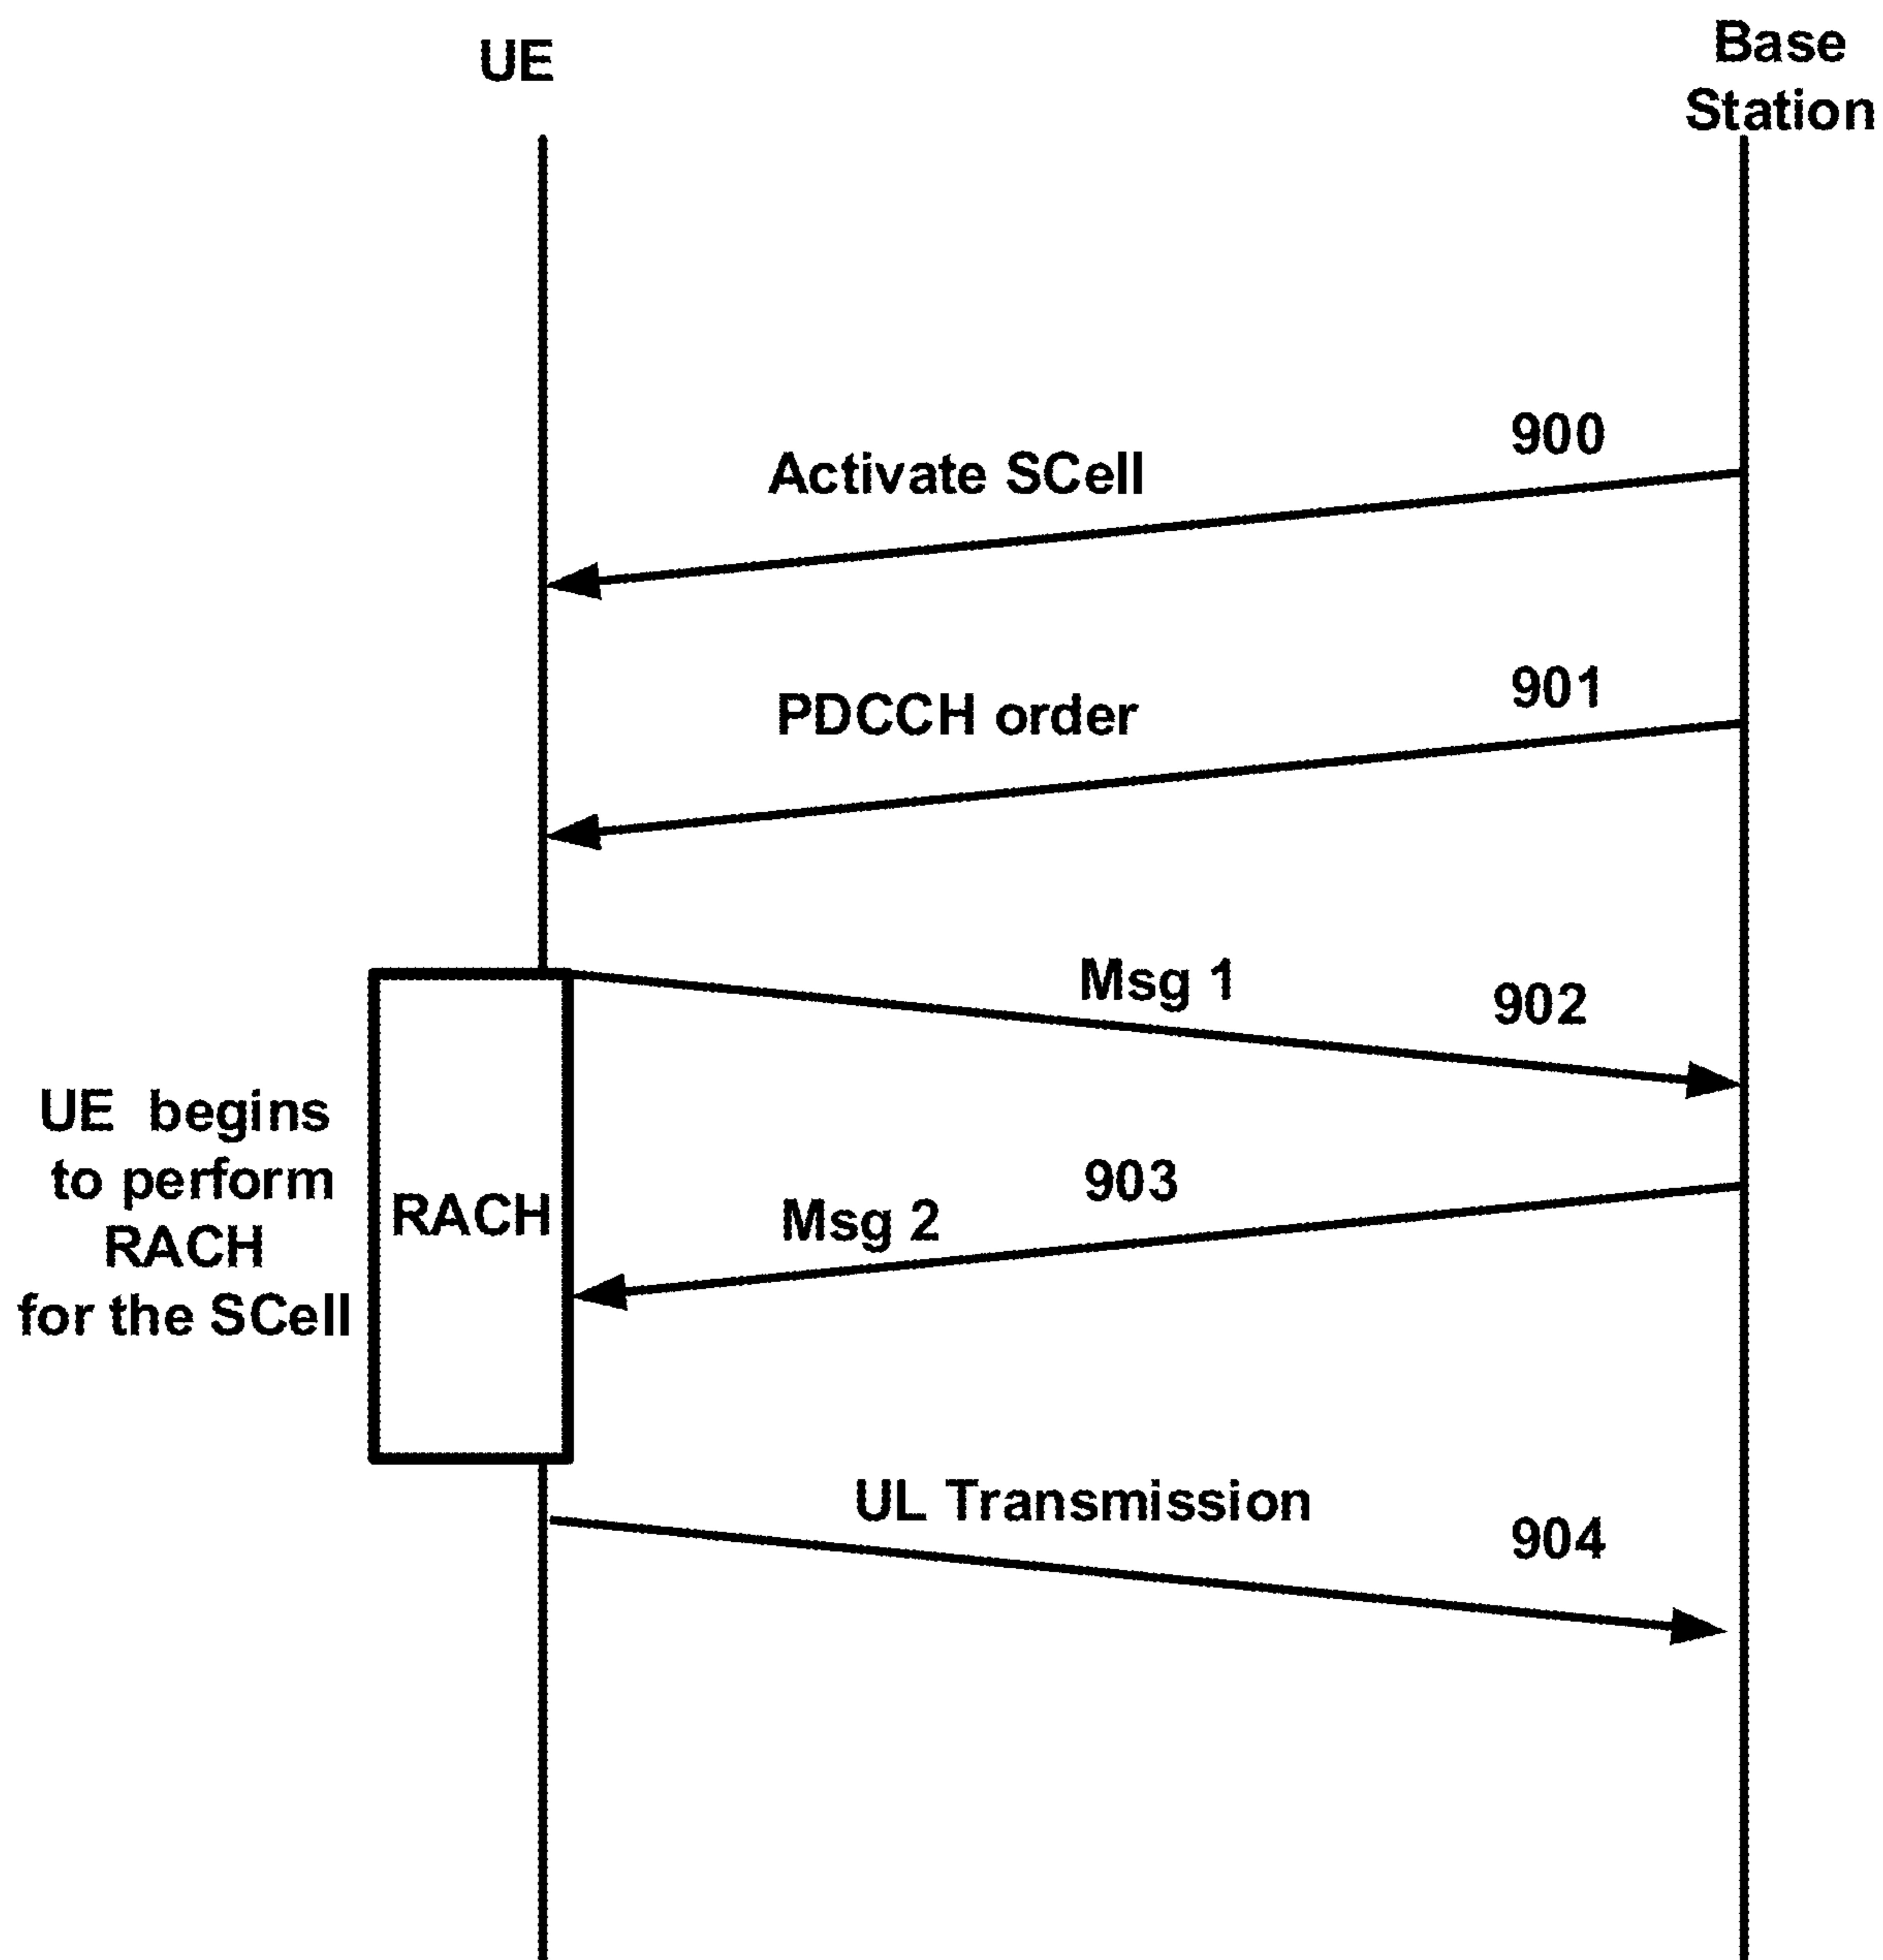 UE
Base
Station
900
Activate SCell
901
PDCCH order
Msg 1
902
UE begins
to perform
RACH
for the SCell
RACH
903
Msg 2
UL Transmission
904